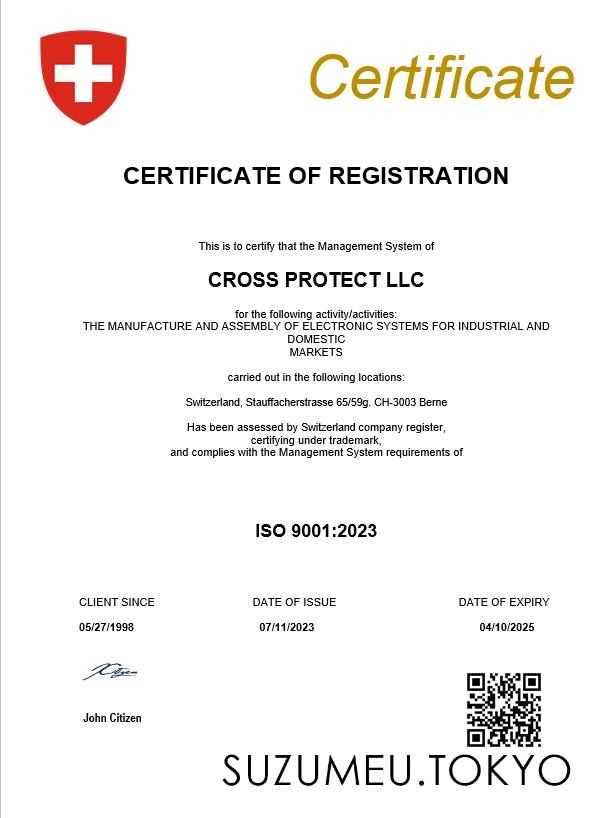 Certificate
CERTIFICATE OF REGISTRATION
This is to certify that the Management System of
CROSS PROTECT LLC
for the following activity/activities:
THE MANUFACTURE AND ASSEMBLY OF ELECTRONIC SYSTEMS FOR INDUSTRIAL AND
DOMESTIC
MARKETS
carried out in the following locations:
Switzerland, Stauffacherstrasse 65/59g. CH-3003 Berne
Has been assessed by Switzerland company register,
certifying under trademark,
and complies with the Management System requirements of
ISO 9001:2023
CLIENT SINCE DATE OF ISSUE DATE OF EXPIRY
05/27/1998 07/11/2023 04/10/2025
JCitizen
John Citizen
SUZUMEU.TOKYO